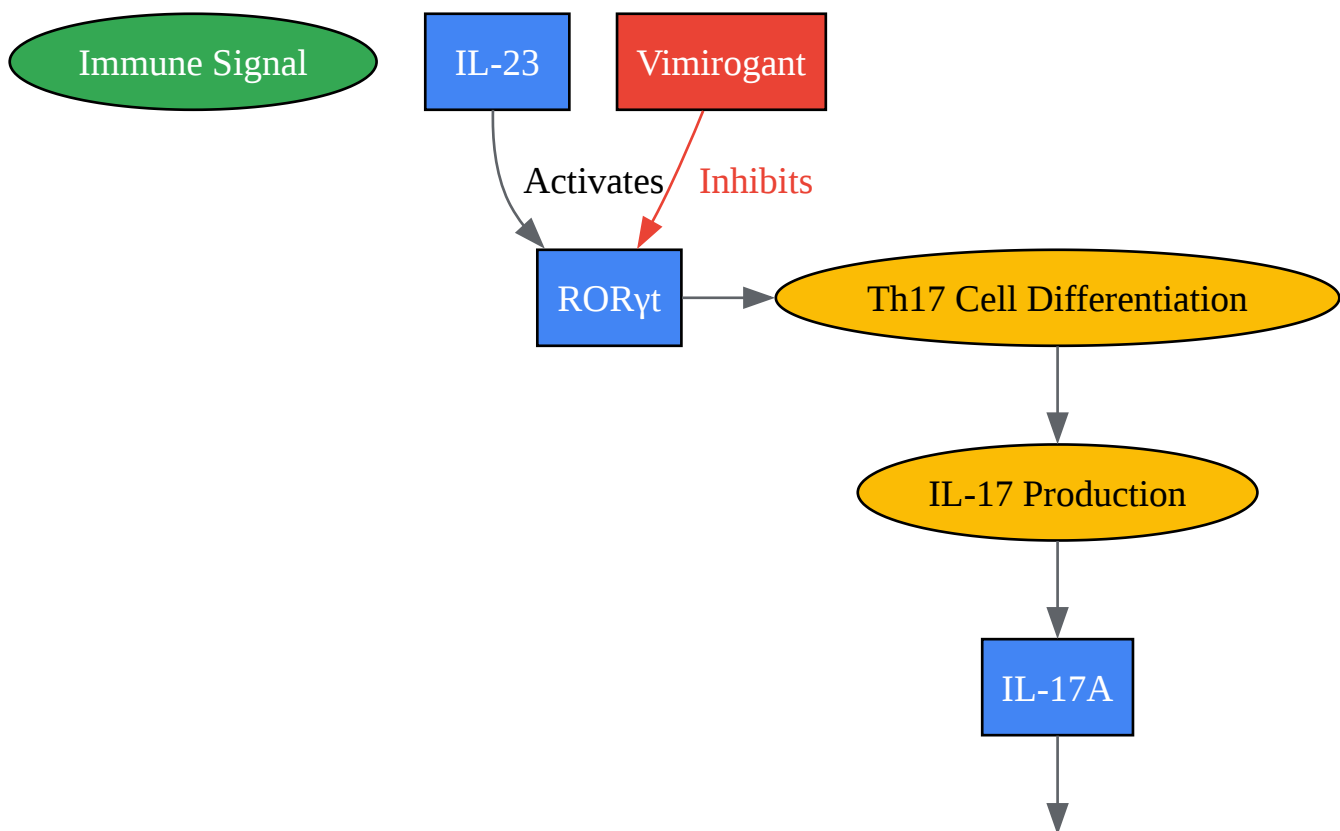 Immune Signal
IL-23
Vimirogant
Activates
Inhibits
RORγt
Th17 Cell Differentiation
IL-17 Production
IL-17A